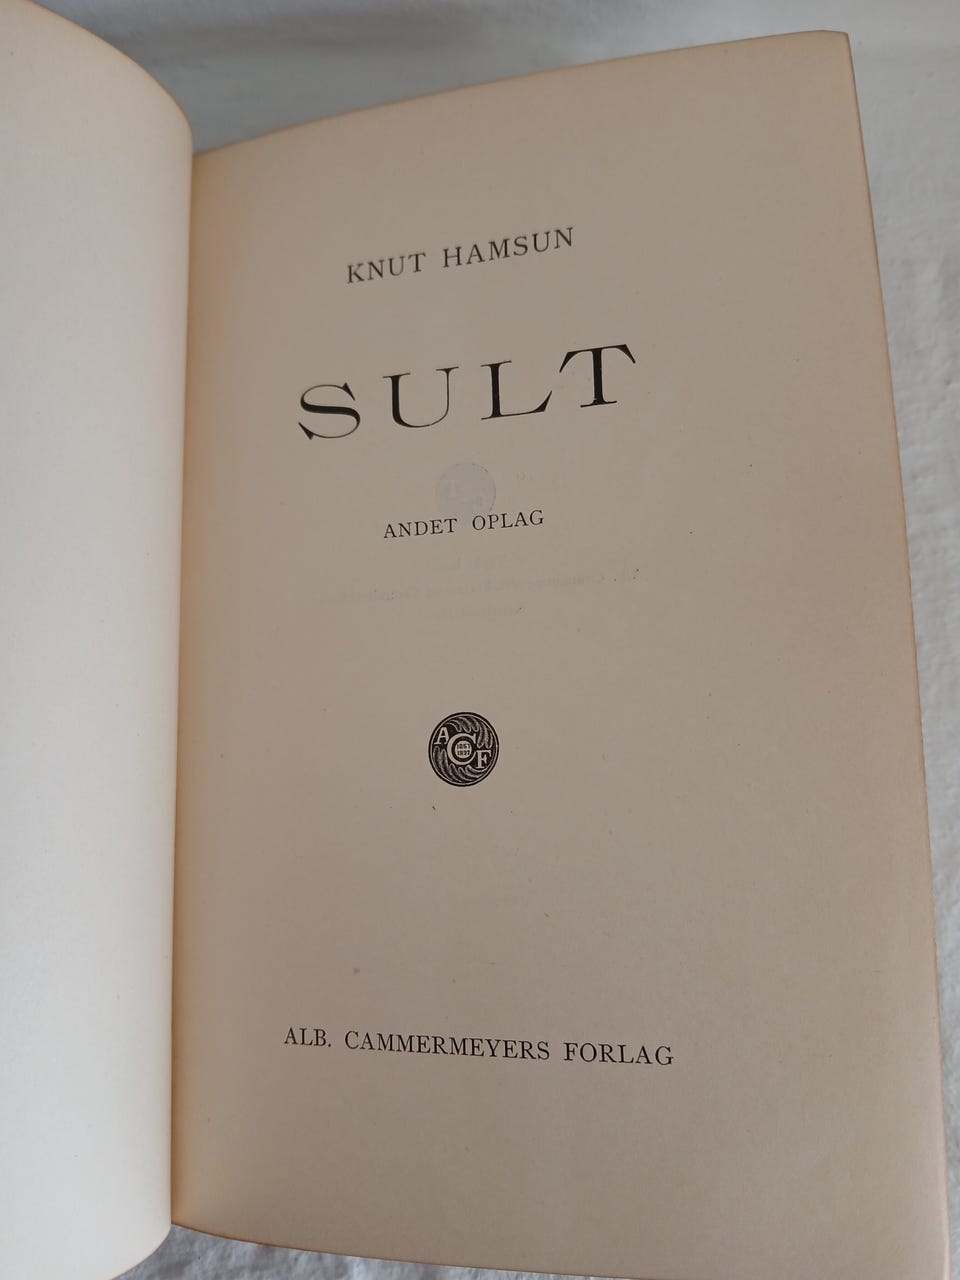 KNUT HAMSUN
SULT
ANDET OPLAG
A C F
ALB. CAMMERMEYERS FORLAG